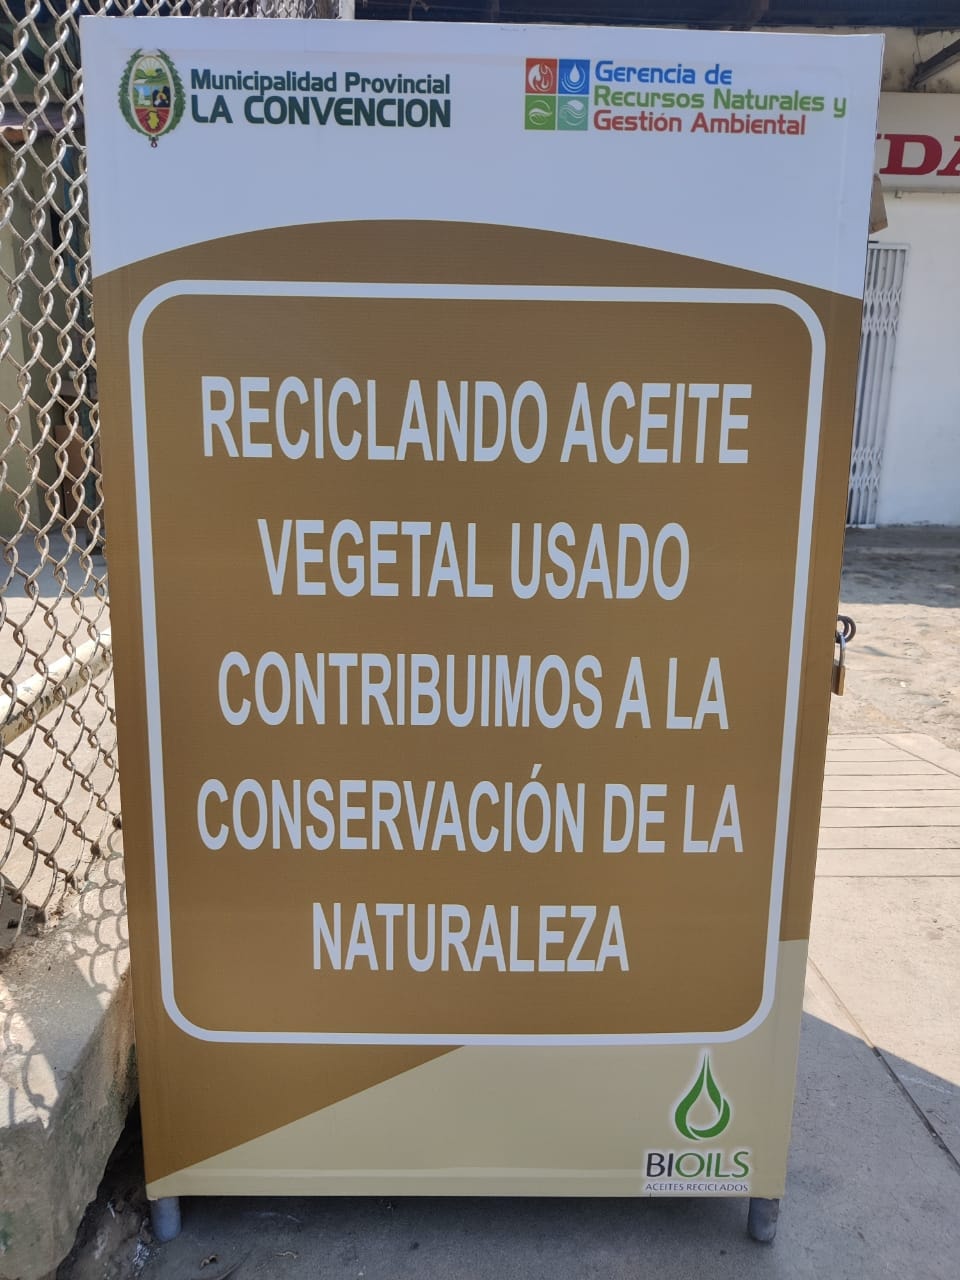 Municipalidad Provincial
LA CONVENCION
Gerencia de
Recursos Naturales y
Gestión Ambiental
RECICLANDO ACEITE
VEGETAL USADO
CONTRIBUIMOS A LA
CONSERVACIÓN DE LA
NATURALEZA
BIOILS
ACEITES RECICLADOS